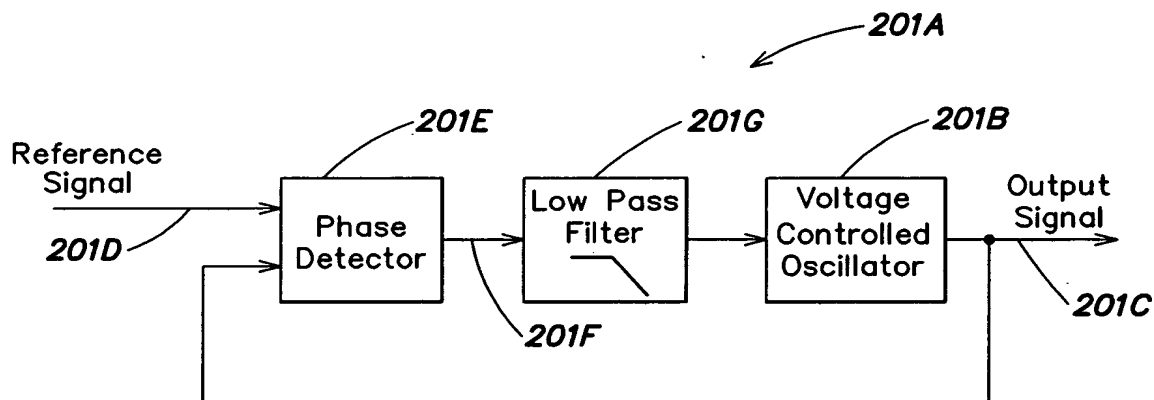 201A
201E
201G
201B
Reference
Signal
Phase
Detector
Low Pass
Filter
Voltage
Controlled
Oscillator
Output
Signal
201D
201F
201C